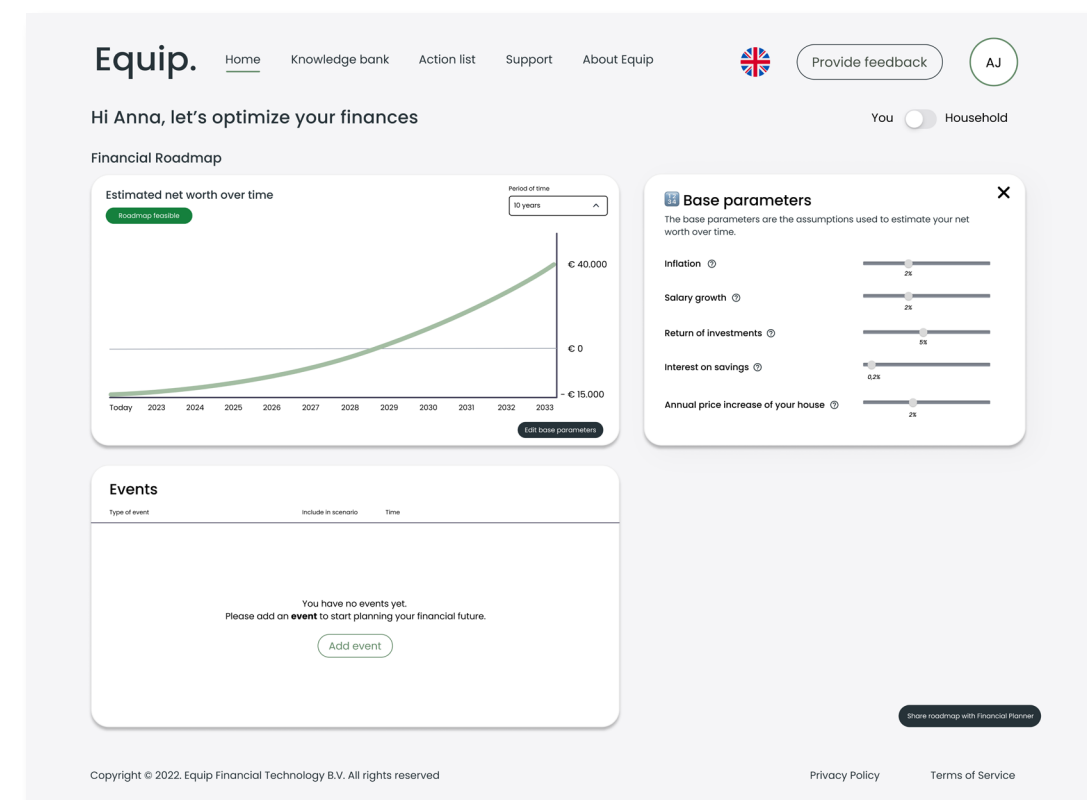 Equip.
Home
Knowledge bank
Action list
Support
About Equip
Provide feedback
AJ
Hi Anna, let's optimize your finances
You
Household
Financial Roadmap
Estimated net worth over time
Roadmap feasible
Period of time
10 years
€ 40.000
€ 0
- € 15.000
Today 2023 2024 2025 2026 2027 2028 2029 2030 2031 2032 2033
Edit base parameters
🔢 Base parameters
The base parameters are the assumptions used to estimate your net
worth over time.
Inflation ?
2%
Salary growth ?
2%
Return of investments ?
5%
Interest on savings ?
0,2%
Annual price increase of your house ?
2%
Events
Type of event
Include in scenario
Time
You have no events yet.
Please add an event to start planning your financial future.
Add event
Share roadmap with Financial Planner
Copyright © 2022. Equip Financial Technology B.V. All rights reserved
Privacy Policy
Terms of Service